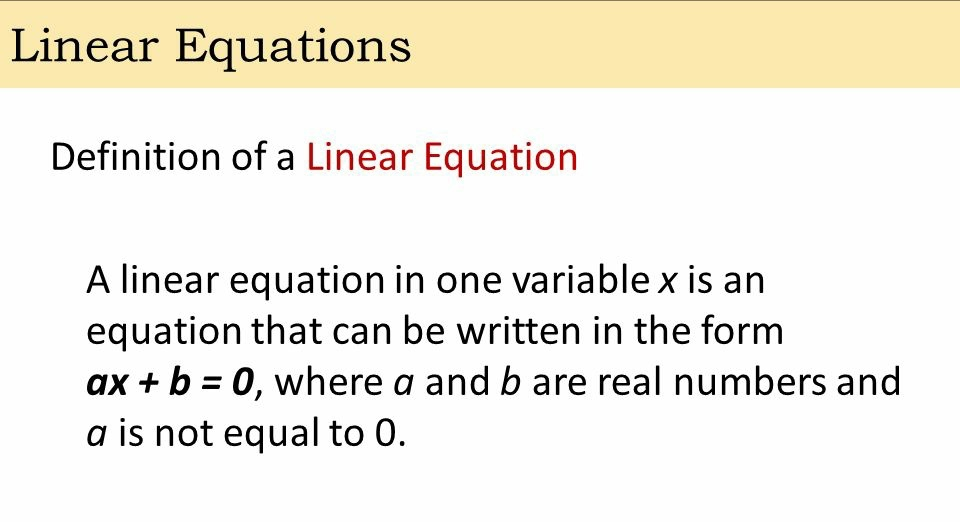 Linear Equations
Definition of a Linear Equation
A linear equation in one variable x is an
equation that can be written in the form
ax + b = 0, where a and b are real numbers and
a is not equal to 0.